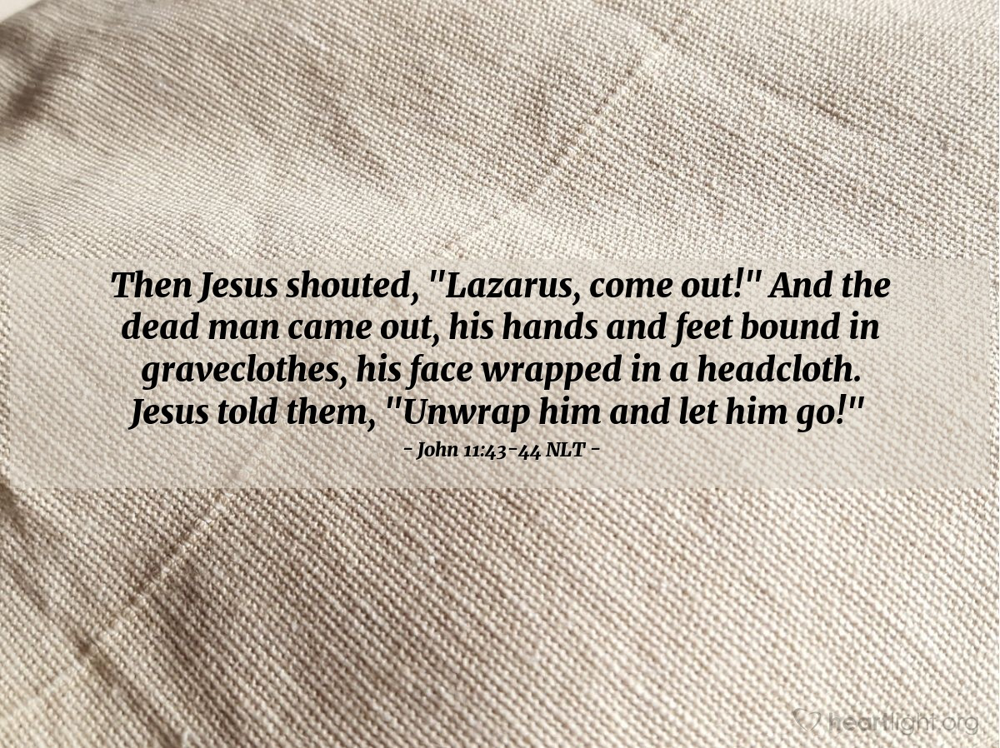 Then Jesus shouted, "Lazarus, come out!" And the
dead man came out, his hands and feet bound in
graveclothes, his face wrapped in a headcloth.
Jesus told them, "Unwrap him and let him go!"
- John 11:43-44 NLT -
heartlight.org